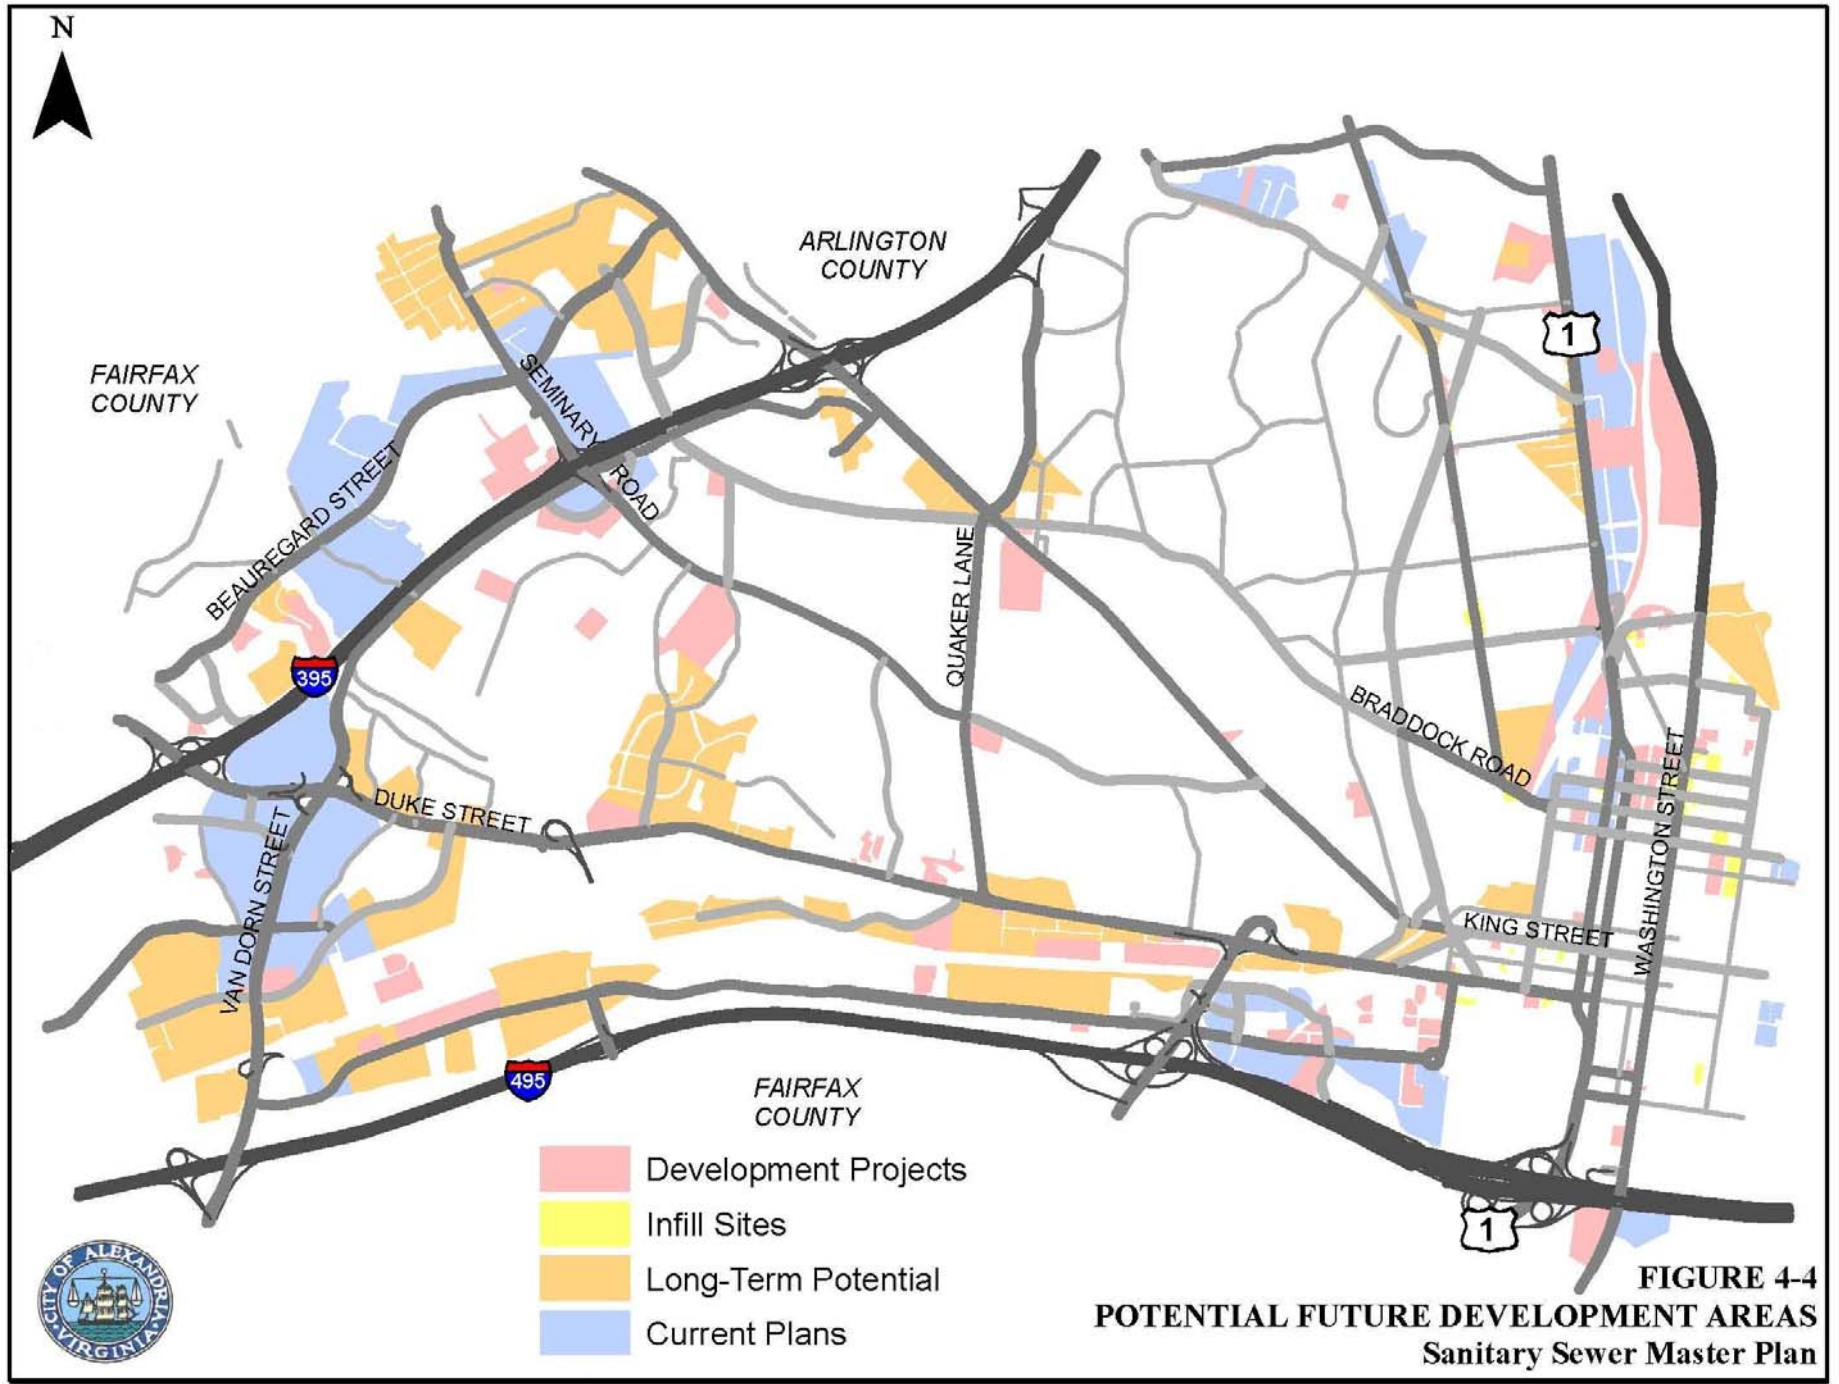 N
ARLINGTON
COUNTY
FAIRFAX
COUNTY
1
SEMINARY ROAD
BEAUREGARD STREET
QUAKER LANE
395
BRADDOCK ROAD
DUKE STREET
VAN DORN STREET
WASHINGTON STREET
KING STREET
495
FAIRFAX
COUNTY
Development Projects
Infill Sites
Long-Term Potential
Current Plans
1
CITY OF ALEXANDRIA
VIRGINIA
FIGURE 4-4
POTENTIAL FUTURE DEVELOPMENT AREAS
Sanitary Sewer Master Plan